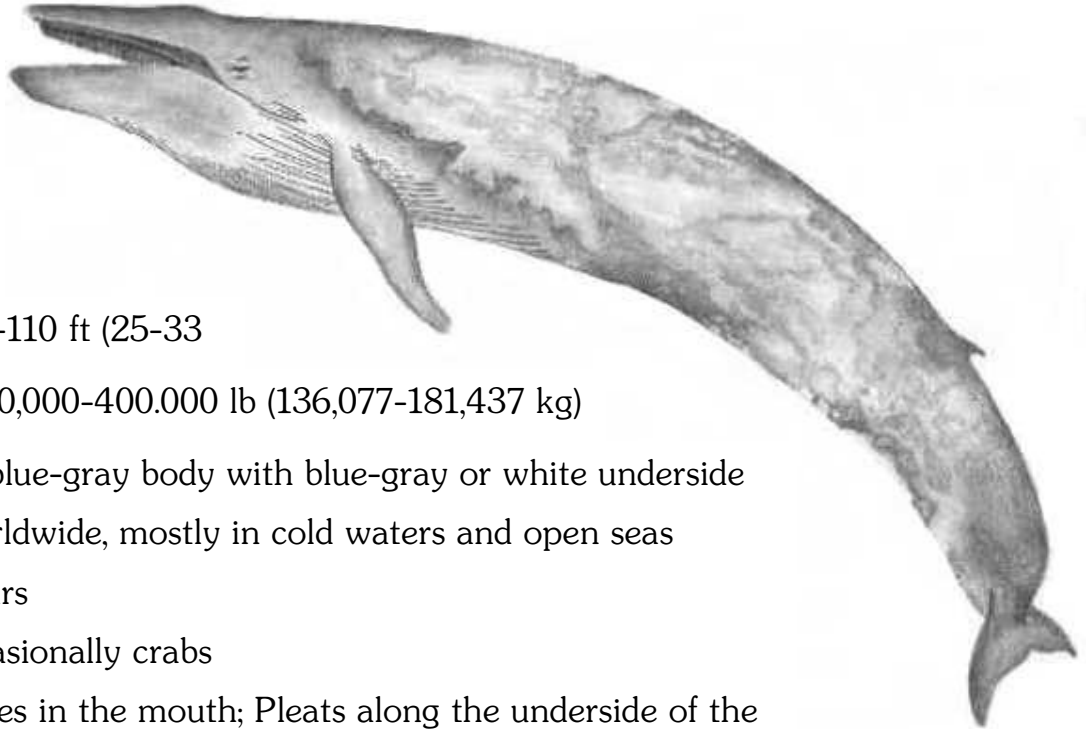 -110 ft (25-33
0,000-400.000 lb (136,077-181,437 kg)
blue-gray body with blue-gray or white underside
rldwide, mostly in cold waters and open seas
rs
asionally crabs
es in the mouth; Pleats along the underside of the